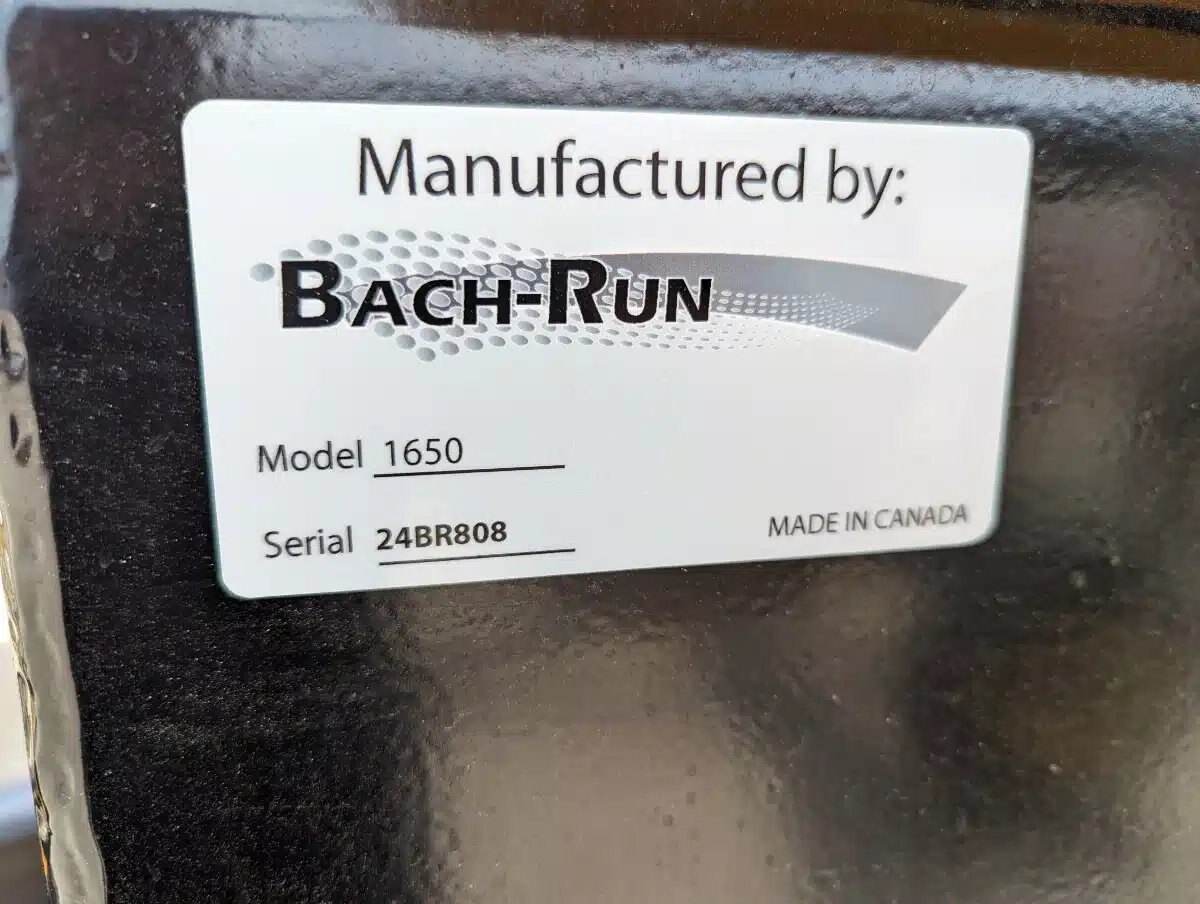 Manufactured by:
BACH-RUN
Model 1650
Serial 24BR808
MADE IN CANADA